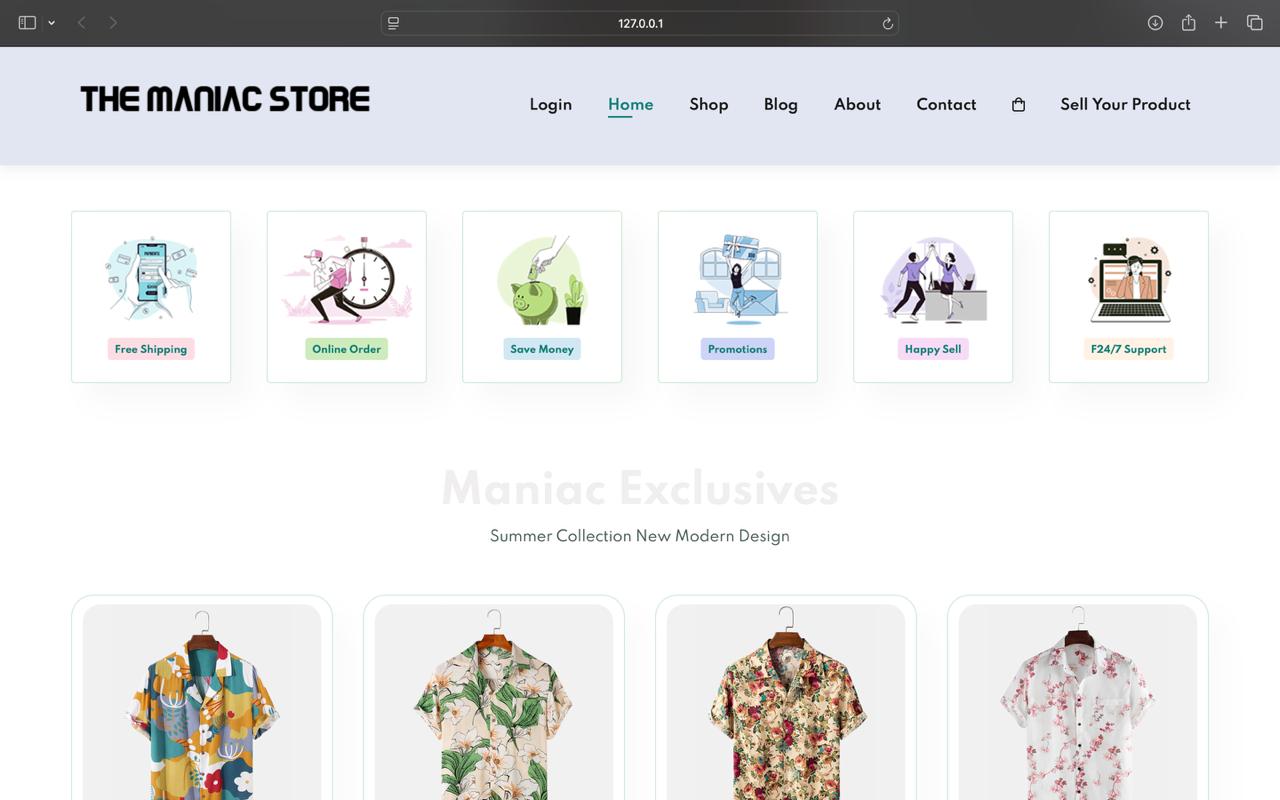 127.0.0.1
THE MANIAC STORE
Login Home Shop Blog About Contact Sell Your Product
Free Shipping
Online Order
Save Money
Promotions
Happy Sell
F24/7 Support
Maniac Exclusives
Summer Collection New Modern Design